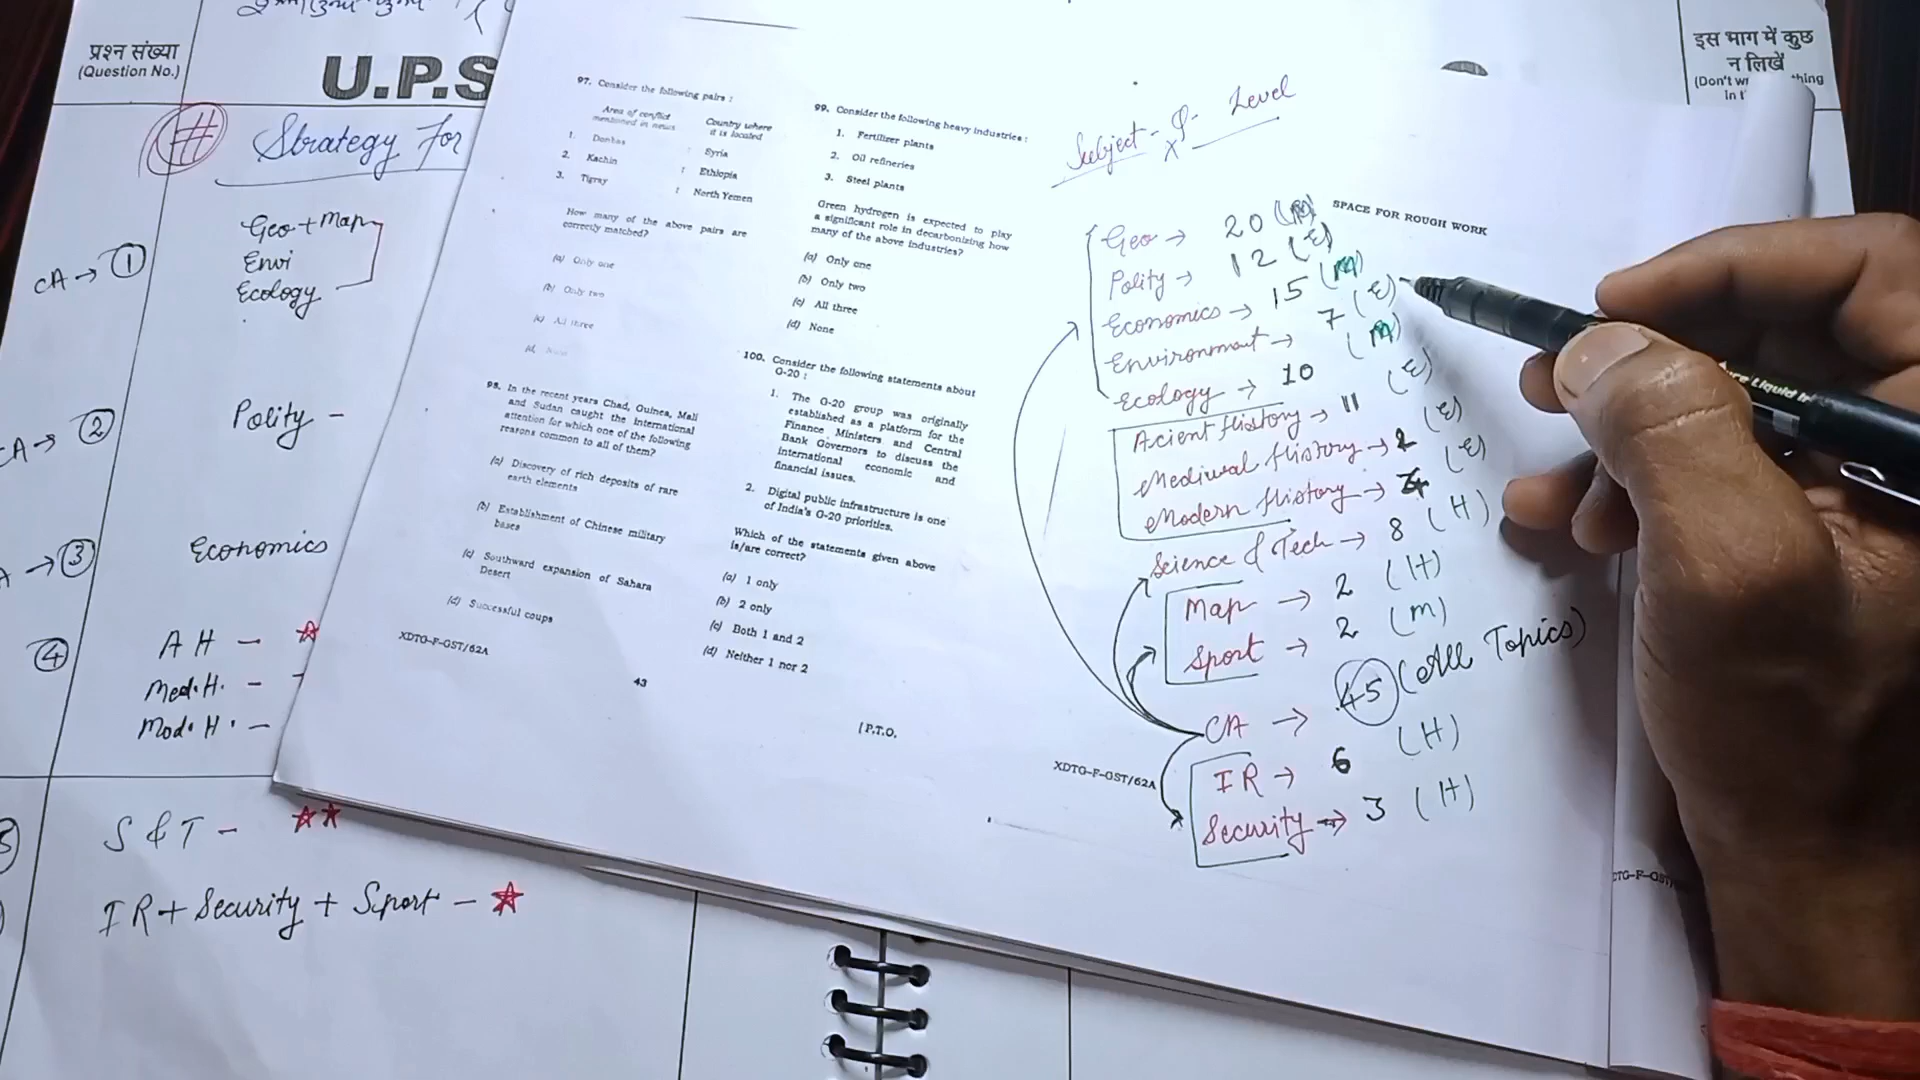 प्रश्न संख्या
(Question No.)
U.P.S
# Strategy For
CA → 1
Geo + Map
Envi
Ecology
CA → 2
Polity -
→ 3
Economics
4
A H -
Med. H. -
Mod. H. -
S & T -
IR + Security + Sport -
97. Consider the following pairs :
Area of conflict mentioned in news
Country where it is located
1. Donbas : Syria
2. Kachin : Ethiopia
3. Tigray : North Yemen
How many of the above pairs are
correctly matched?
(a) Only one
(b) Only two
(c) All three
(d) None
98. In the recent years Chad, Guinea, Mali
and Sudan caught the international
attention for which one of the following
reasons common to all of them?
(a) Discovery of rich deposits of rare
earth elements
(b) Establishment of Chinese military
bases
(c) Southward expansion of Sahara
Desert
(d) Successful coups
XDTG-F-GST/62A
43
99. Consider the following heavy industries :
1. Fertilizer plants
2. Oil refineries
3. Steel plants
Green hydrogen is expected to play
a significant role in decarbonizing how
many of the above industries?
(a) Only one
(b) Only two
(c) All three
(d) None
100. Consider the following statements about
G-20 :
1. The G-20 group was originally
established as a platform for the
Finance Ministers and Central
Bank Governors to discuss the
international economic and
financial issues.
2. Digital public infrastructure is one
of India's G-20 priorities.
Which of the statements given above
is/are correct?
(a) 1 only
(b) 2 only
(c) Both 1 and 2
(d) Neither 1 nor 2
[ P.T.O.
Subject - Q - Level
SPACE FOR ROUGH WORK
Geo → 20 (M)
Polity → 12 (E)
Economics → 15 (M)
Environment → 7 (E)
Ecology → 10 (M)
Acient History → 11 (E)
Mediwal History → 2 (E)
Modern History → (E)
Science & Tech → 8 (H)
Map → 2 (H)
Sport → 2 (M)
CA → 45 (All Topics)
IR → 6 (H)
Security → 3 (H)
XDTG-F-GST/62A
इस भाग में कुछ
न लिखें
(Don't thing
in